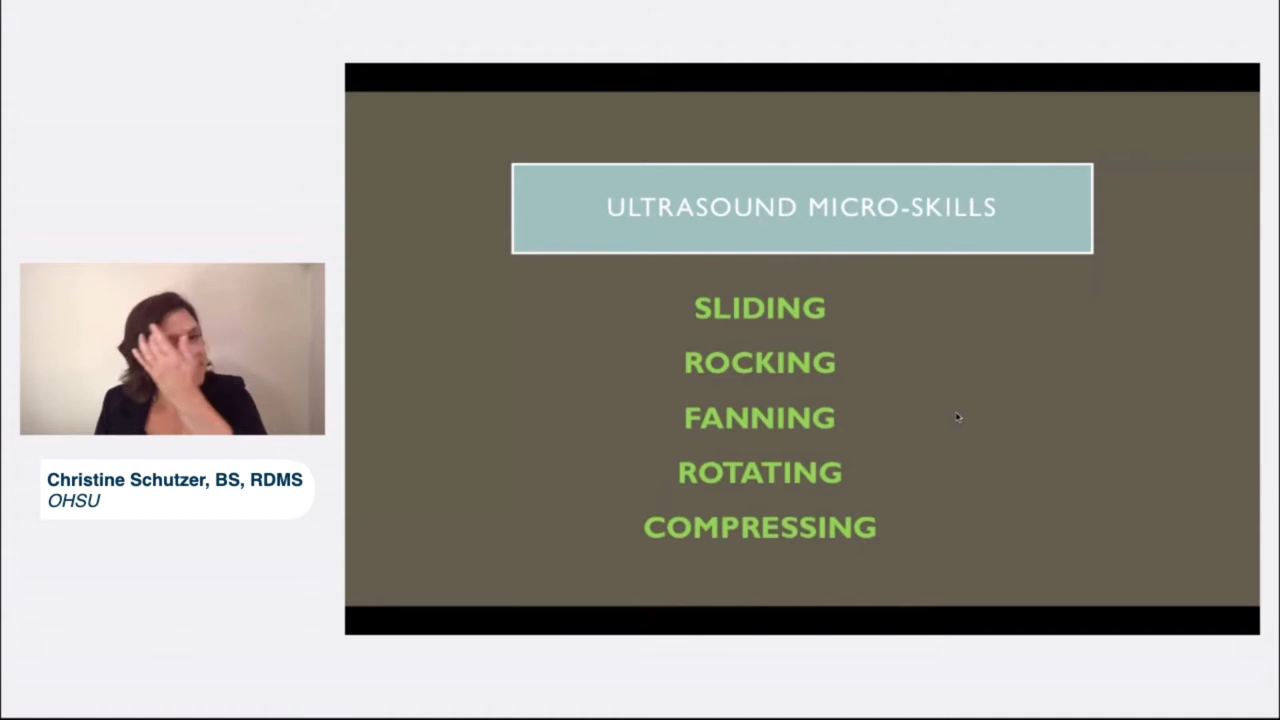 ULTRASOUND MICRO-SKILLS
SLIDING
ROCKING
FANNING
ROTATING
COMPRESSING
Christine Schutzer, BS, RDMS
OHSU